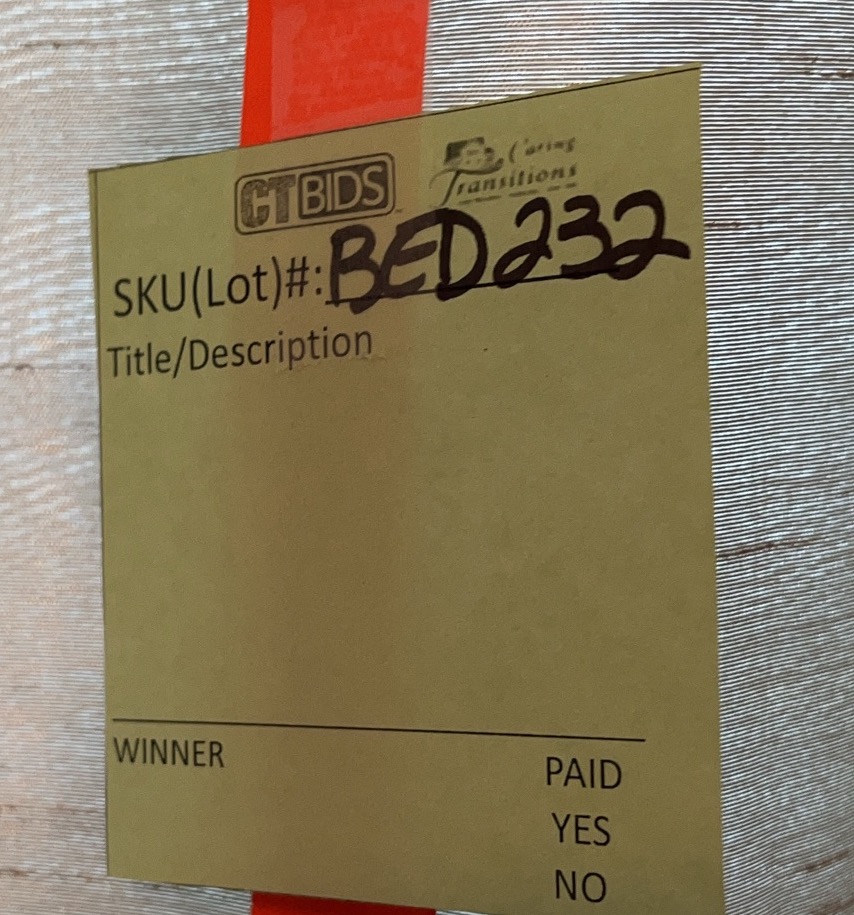 CTBIDS Caring
Transitions
SKU(Lot)#: BED232
Title/Description
WINNER PAID
YES
NO